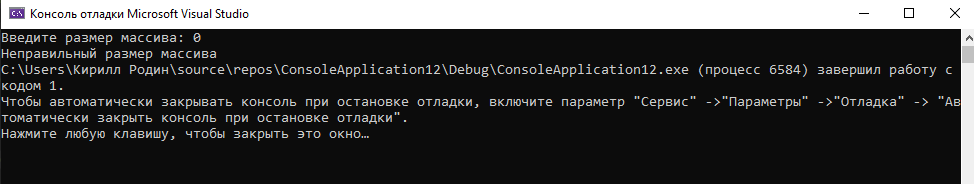 Консоль отладки Microsoft Visual Studio
Введите размер массива: 0
Неправильный размер массива
C:\Users\Кирилл Родин\source\repos\ConsoleApplication12\Debug\ConsoleApplication12.exe (процесс 6584) завершил работу с
кодом 1.
Чтобы автоматически закрывать консоль при остановке отладки, включите параметр "Сервис" ->"Параметры" ->"Отладка" -> "Ав
томатически закрыть консоль при остановке отладки".
Нажмите любую клавишу, чтобы закрыть это окно…